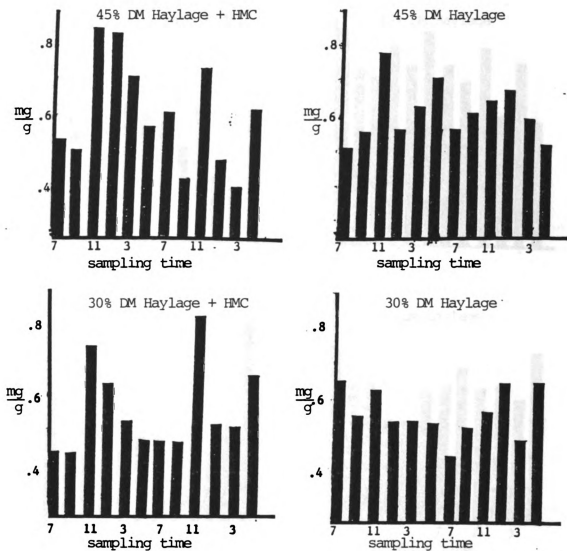 45% DM Haylage + HMC
.8
.6
mg
g
.4
7 11 3 7 11 3
sampling time
45% DM Haylage
.8
.6
.4
7 11 3 7 11 3
sampling time
30% DM Haylage + HMC
.8
mg
g
.6
.4
7 11 3 7 11 3
sampling time
30% DM Haylage
.8
mg
g
.6
.4
7 11 3 7 11 3
sampling time